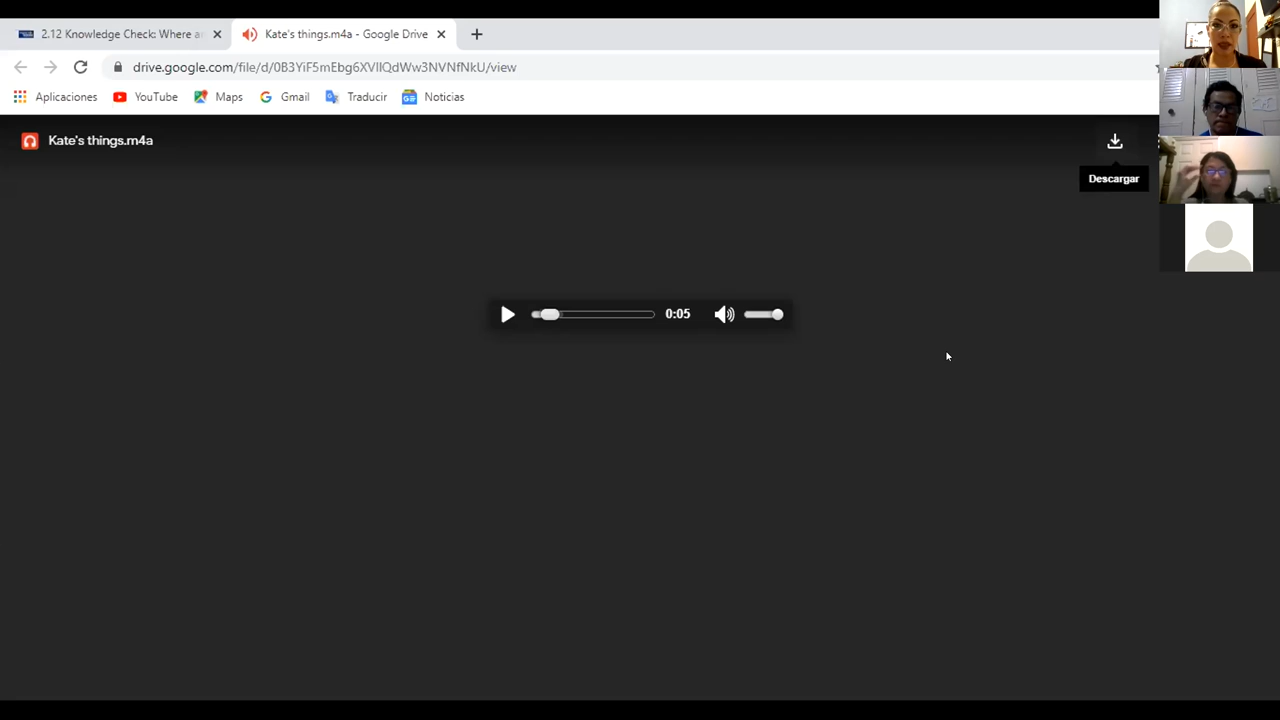 2.12 Knowledge Check: Where a
Kate's things.m4a - Google Drive
drive.google.com/file/d/0B3YiF5mEbg6XVllQdWw3NVNfNkU/view
Aplicaciones
YouTube
Maps
Gmail
Traducir
Noticias
Kate's things.m4a
Descargar
0:05